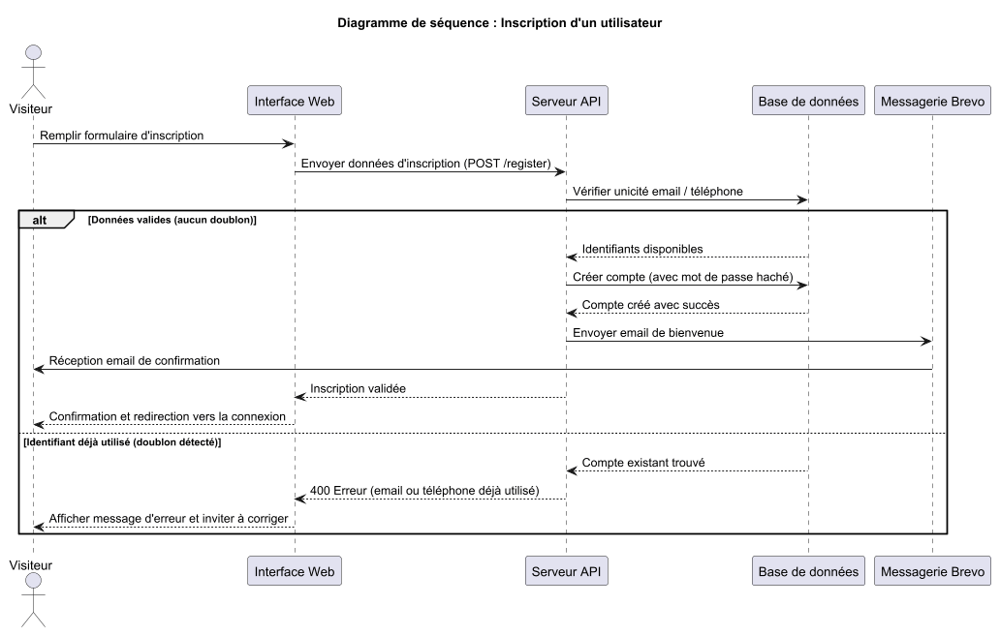 Diagramme de séquence : Inscription d'un utilisateur
Visiteur
Interface Web
Serveur API
Base de données
Messagerie Brevo
Remplir formulaire d'inscription
Envoyer données d'inscription (POST /register)
Vérifier unicité email / téléphone
alt
[Données valides (aucun doublon)]
Identifiants disponibles
Créer compte (avec mot de passe haché)
Compte créé avec succès
Envoyer email de bienvenue
Réception email de confirmation
Inscription validée
Confirmation et redirection vers la connexion
[Identifiant déjà utilisé (doublon détecté)]
Compte existant trouvé
400 Erreur (email ou téléphone déjà utilisé)
Afficher message d'erreur et inviter à corriger
Visiteur
Interface Web
Serveur API
Base de données
Messagerie Brevo